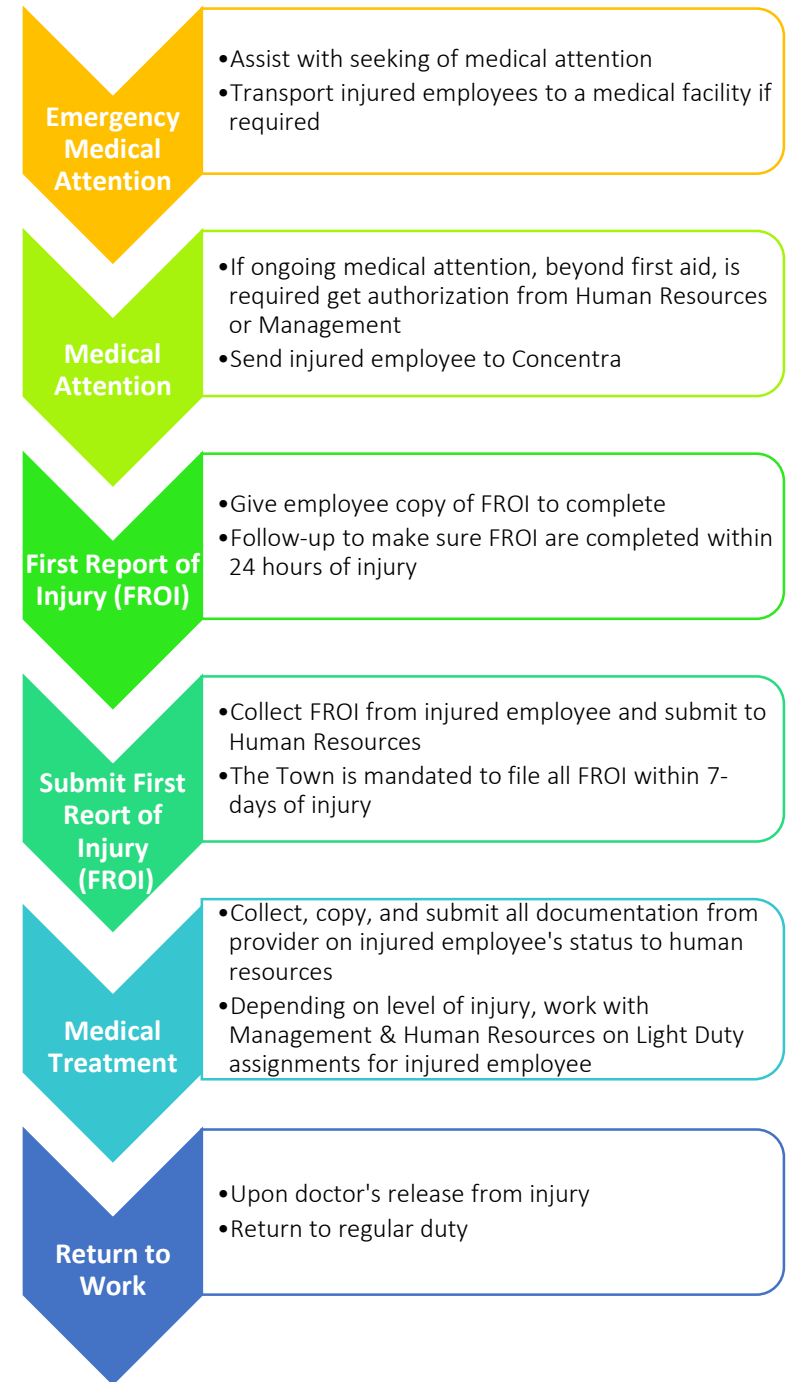 Emergency
Medical
Attention
•Assist with seeking of medical attention
•Transport injured employees to a medical facility if
required
Medical
Attention
•If ongoing medical attention, beyond first aid, is
required get authorization from Human Resources
or Management
•Send injured employee to Concentra
First Report of
Injury (FROI)
•Give employee copy of FROI to complete
•Follow-up to make sure FROI are completed within
24 hours of injury
Submit First
Reort of
Injury
(FROI)
•Collect FROI from injured employee and submit to
Human Resources
•The Town is mandated to file all FROI within 7-
days of injury
Medical
Treatment
•Collect, copy, and submit all documentation from
provider on injured employee's status to human
resources
•Depending on level of injury, work with
Management & Human Resources on Light Duty
assignments for injured employee
Return to
Work
•Upon doctor's release from injury
•Return to regular duty